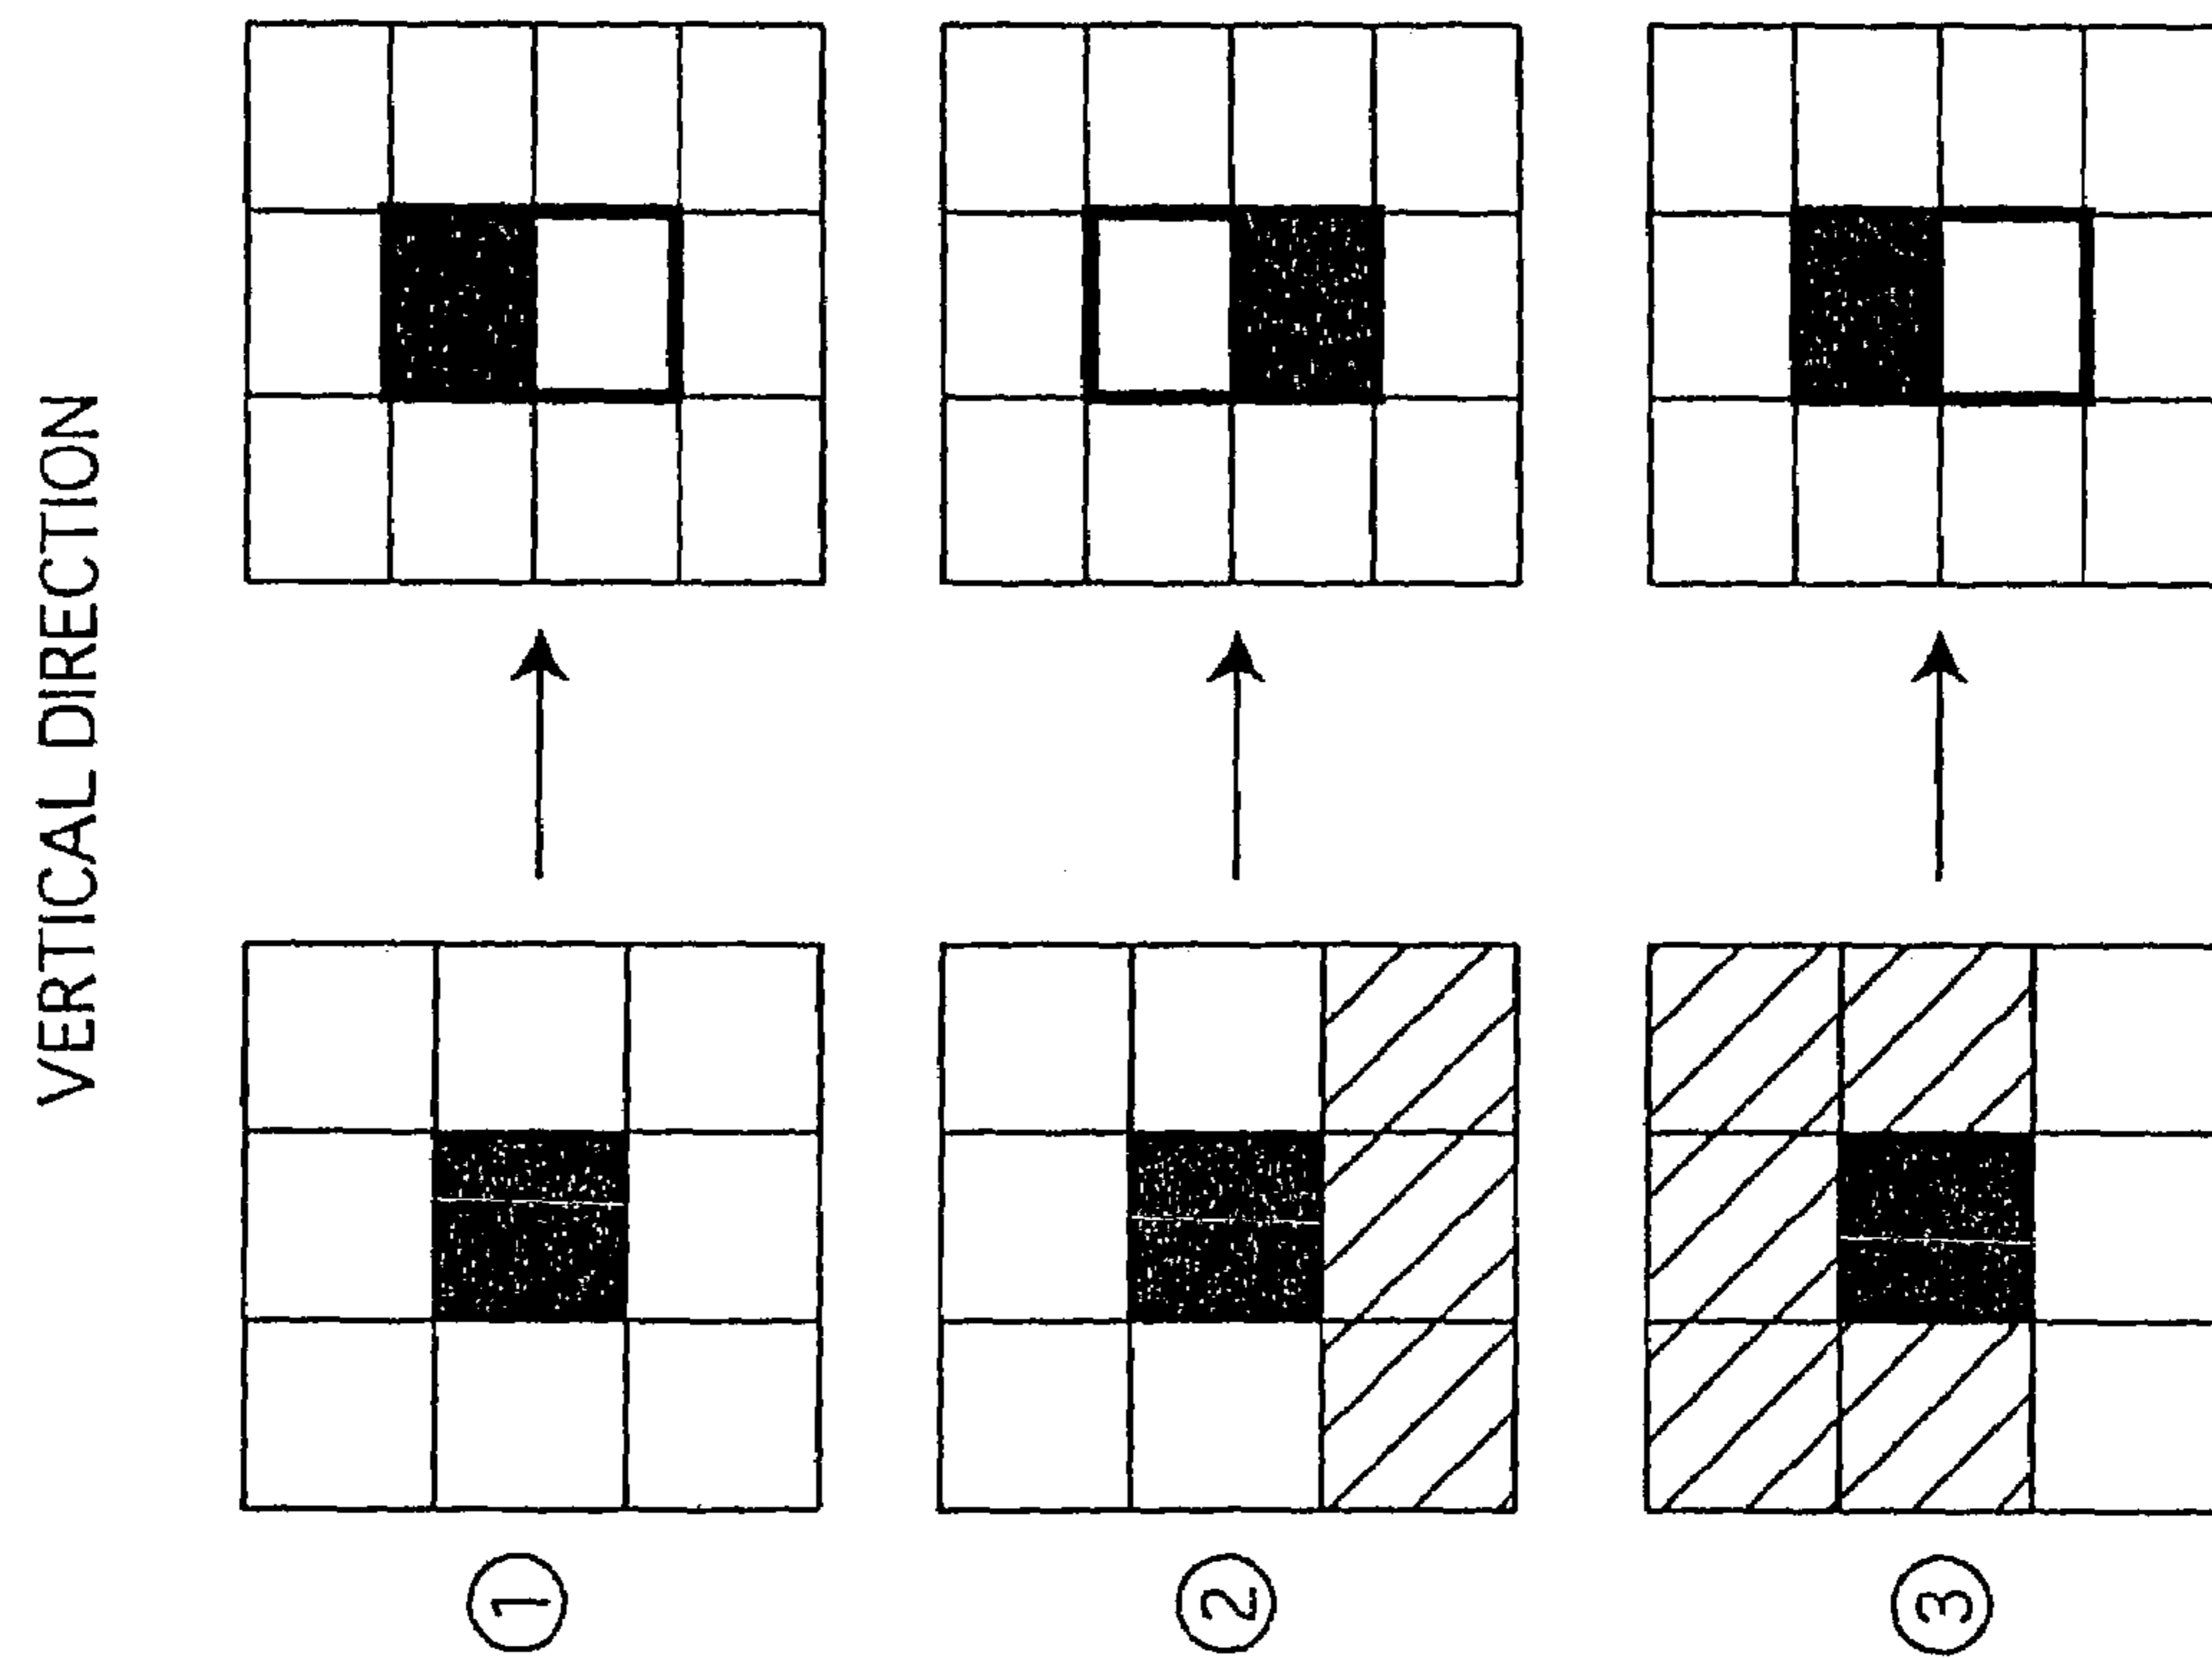 VERTICAL DIRECTION
①
②
③